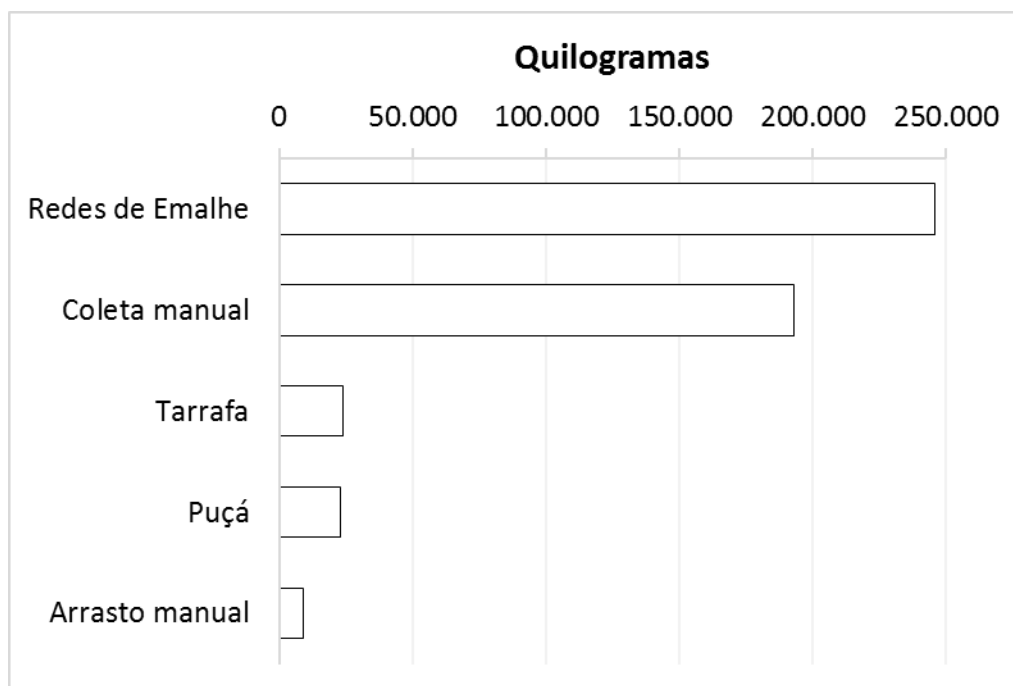 Quilogramas
0 50.000 100.000 150.000 200.000 250.000
Redes de Emalhe
Coleta manual
Tarrafa
Puçá
Arrasto manual